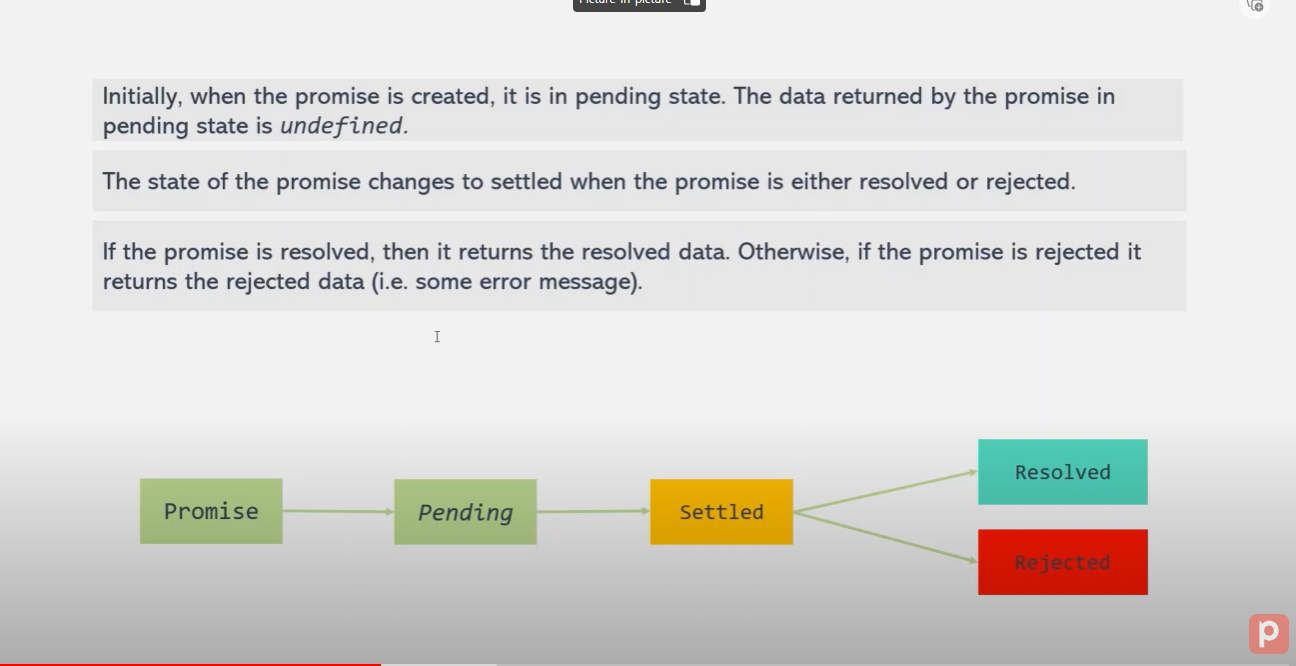 Picture in picture
Initially, when the promise is created, it is in pending state. The data returned by the promise in
pending state is undefined.
The state of the promise changes to settled when the promise is either resolved or rejected.
If the promise is resolved, then it returns the resolved data. Otherwise, if the promise is rejected it
returns the rejected data (i.e. some error message).
Promise
Pending
Settled
Resolved
Rejected
p